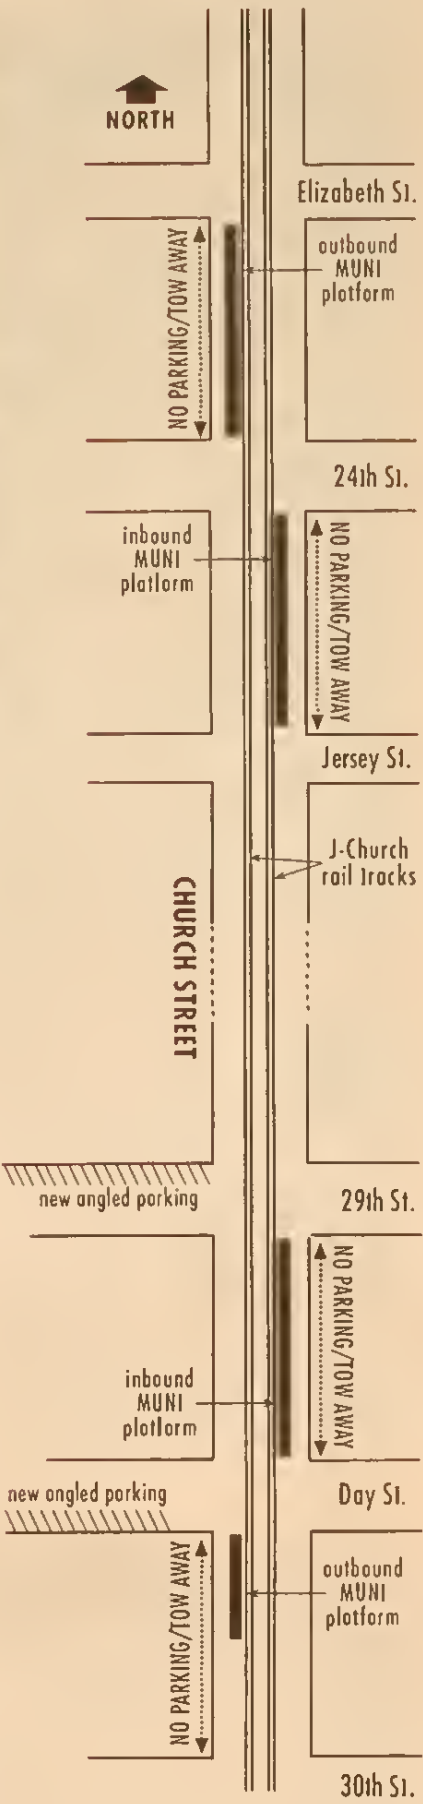 NORTH
Elizabeth St.
NO PARKING/TOW AWAY
outbound
MUNI
platform
24th St.
inbound
MUNI
platform
NO PARKING/TOW AWAY
Jersey St.
J-Church
rail tracks
CHURCH STREET
new angled parking
29th St.
NO PARKING/TOW AWAY
inbound
MUNI
platform
new angled parking
Day St.
NO PARKING/TOW AWAY
outbound
MUNI
platform
30th St.